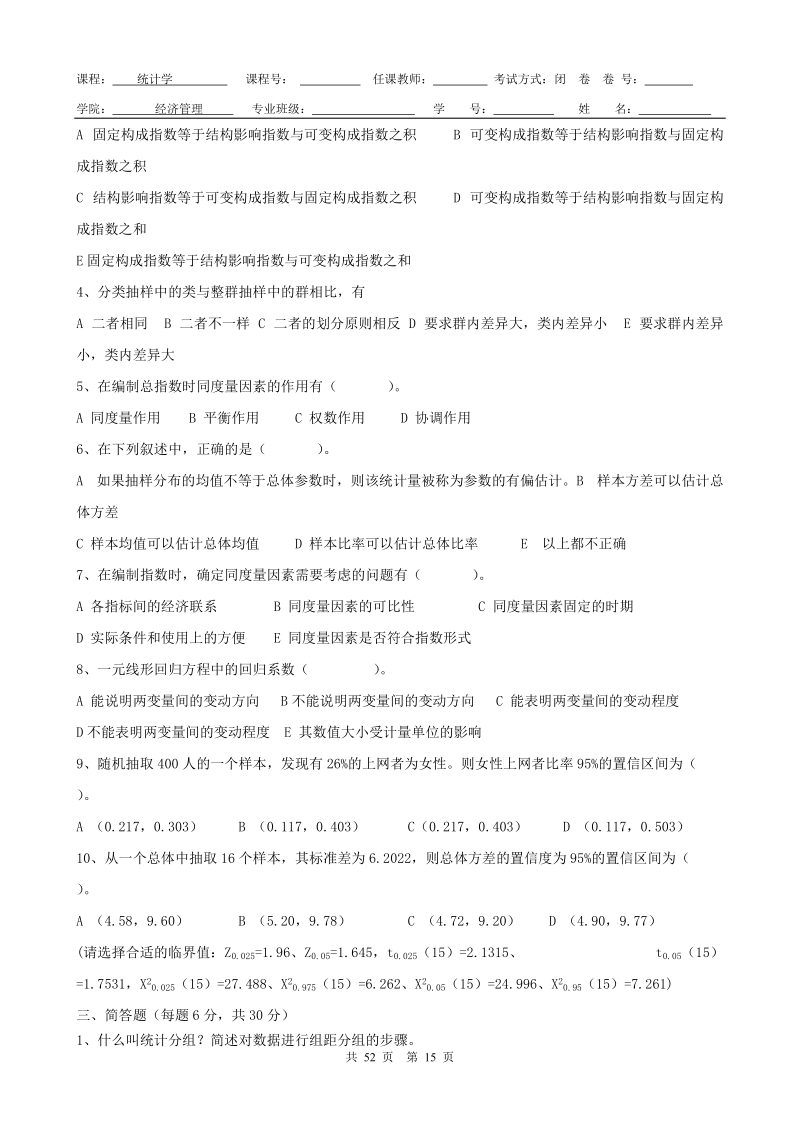 课程: 统计学 课程号: 任课教师: 考试方式:闭 卷 卷 号:
学院: 经济管理 专业班级: 学 号: 姓 名:
A 固定构成指数等于结构影响指数与可变构成指数之积 B 可变构成指数等于结构影响指数与固定构
成指数之积
C 结构影响指数等于可变构成指数与固定构成指数之积 D 可变构成指数等于结构影响指数与固定构
成指数之和
E 固定构成指数等于结构影响指数与可变构成指数之和
4、分类抽样中的类与整群抽样中的群相比,有
A 二者相同 B 二者不一样 C 二者的划分原则相反 D 要求群内差异大,类内差异小 E 要求群内差异
小,类内差异大
5、在编制总指数时同度量因素的作用有( )。
A 同度量作用 B 平衡作用 C 权数作用 D 协调作用
6、在下列叙述中,正确的是( )。
A 如果抽样分布的均值不等于总体参数时,则该统计量被称为参数的有偏估计。B 样本方差可以估计总
体方差
C 样本均值可以估计总体均值 D 样本比率可以估计总体比率 E 以上都不正确
7、在编制指数时,确定同度量因素需要考虑的问题有( )。
A 各指标间的经济联系 B 同度量因素的可比性 C 同度量因素固定的时期
D 实际条件和使用上的方便 E 同度量因素是否符合指数形式
8、一元线形回归方程中的回归系数( )。
A 能说明两变量间的变动方向 B 不能说明两变量间的变动方向 C 能表明两变量间的变动程度
D 不能表明两变量间的变动程度 E 其数值大小受计量单位的影响
9、随机抽取 400 人的一个样本,发现有 26%的上网者为女性。则女性上网者比率 95%的置信区间为(
)。
A (0.217,0.303) B (0.117,0.403) C(0.217,0.403) D (0.117,0.503)
10、从一个总体中抽取 16 个样本,其标准差为 6.2022,则总体方差的置信度为 95%的置信区间为(
)。
A (4.58,9.60) B (5.20,9.78) C (4.72,9.20) D (4.90,9.77)
(请选择合适的临界值:Z0.025=1.96、Z0.05=1.645,t0.025(15)=2.1315、 t0.05(15)
=1.7531,X²0.025(15)=27.488、X²0.975(15)=6.262、X²0.05(15)=24.996、X²0.95(15)=7.261)
三、简答题(每题 6 分,共 30 分)
1、什么叫统计分组?简述对数据进行组距分组的步骤。
共 52 页 第 15 页